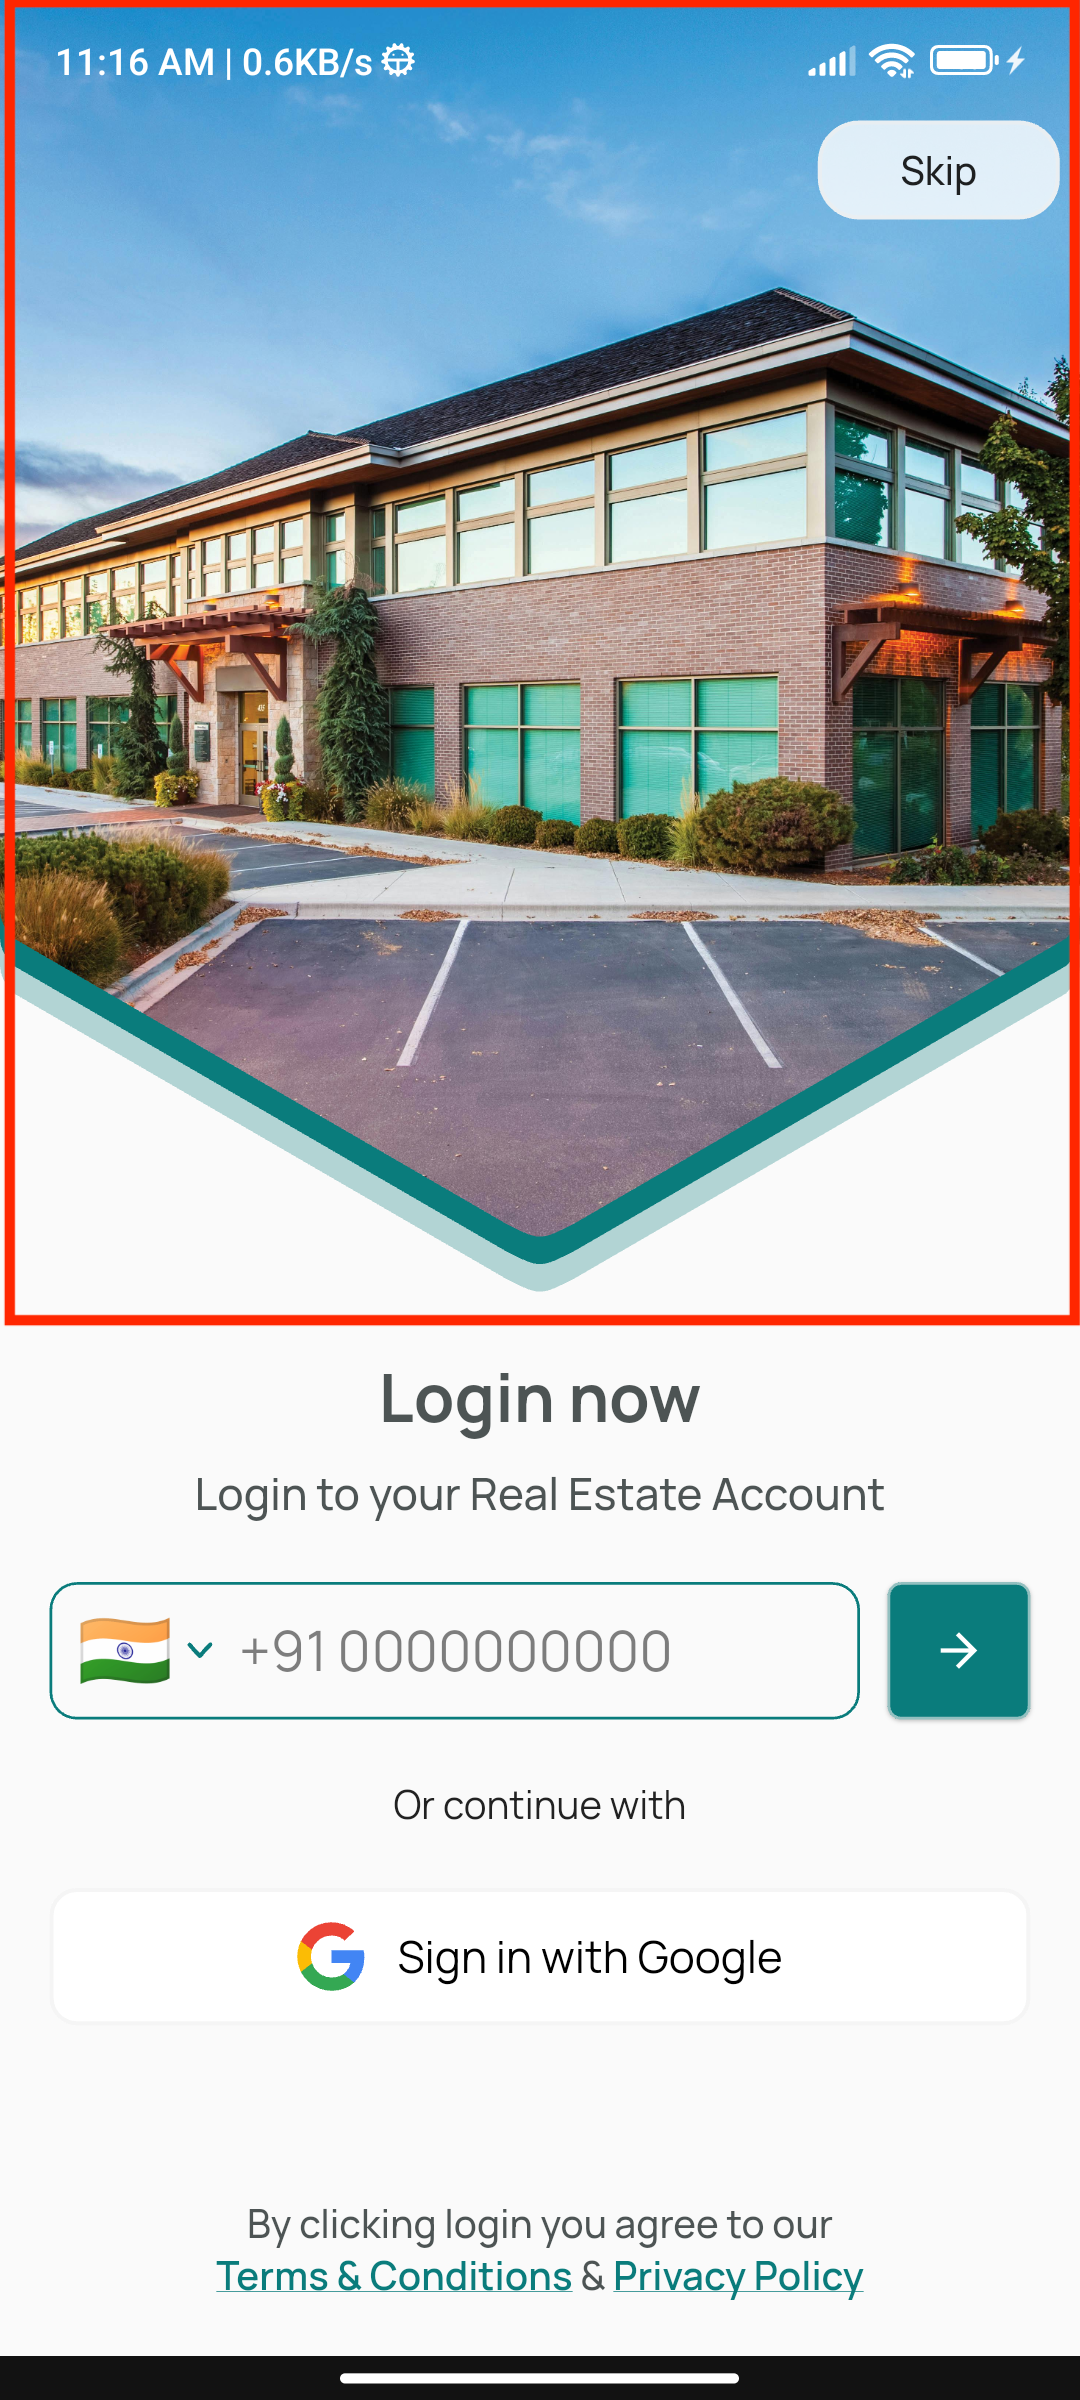 11:16 AM | 0.6KB/s
Skip
Login now
Login to your Real Estate Account
+91 0000000000
Or continue with
Sign in with Google
By clicking login you agree to our
Terms & Conditions & Privacy Policy